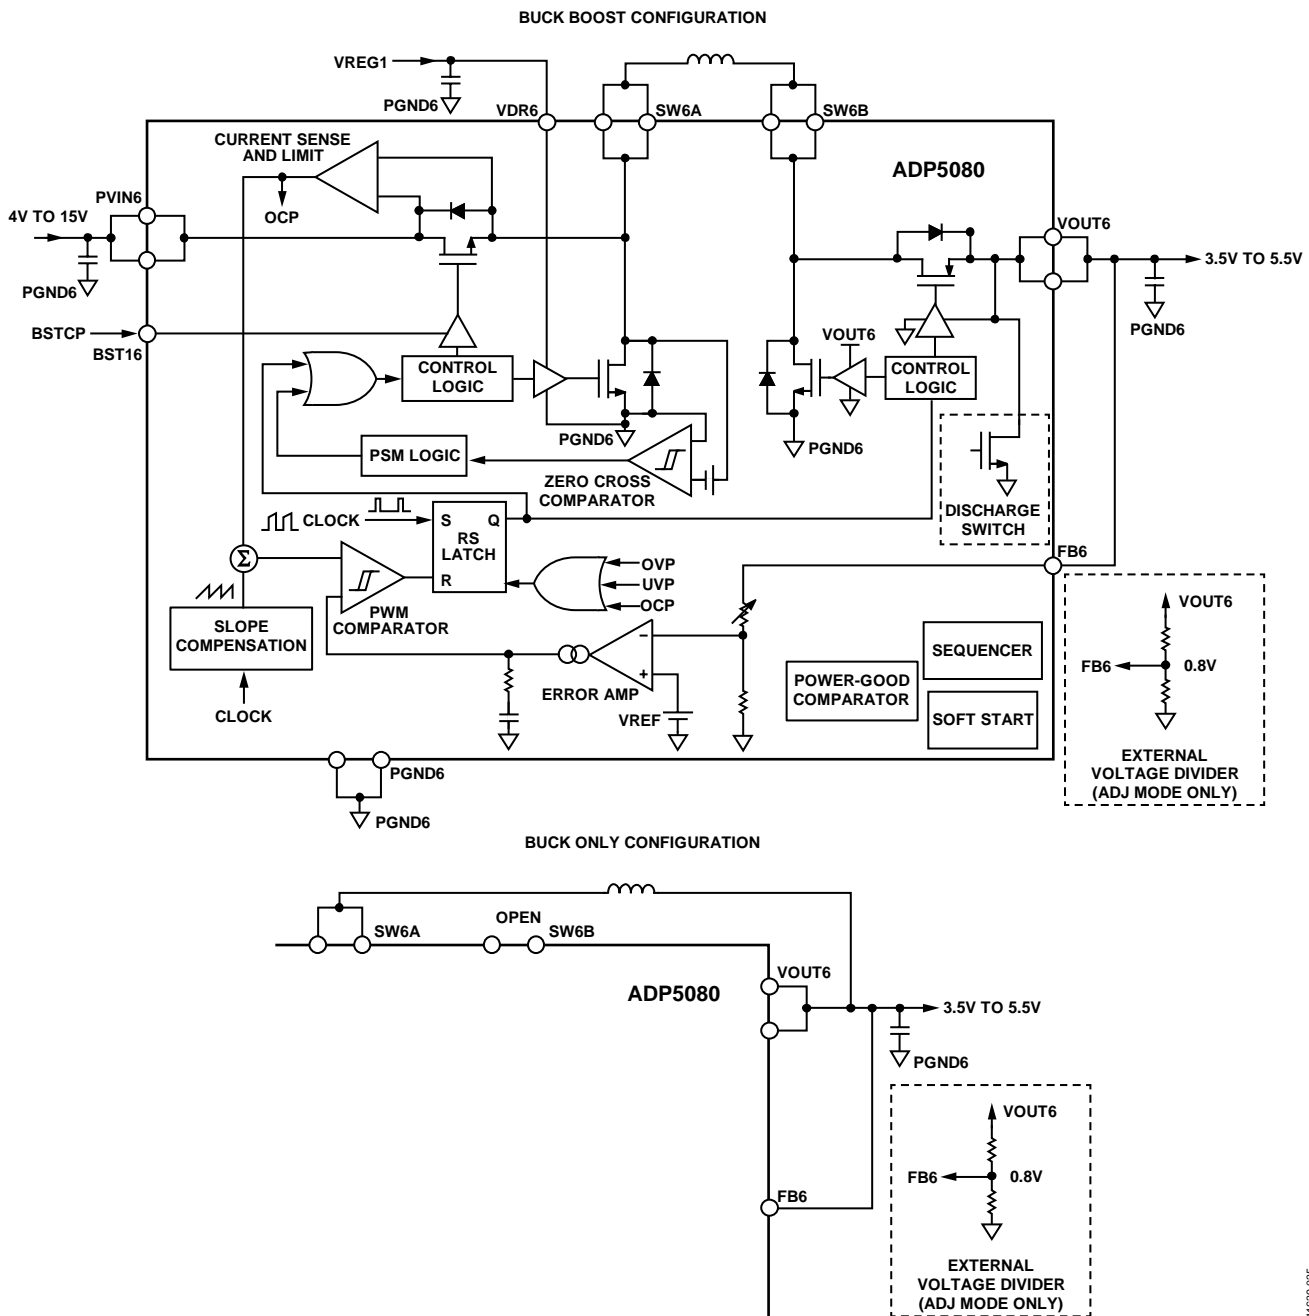 BUCK BOOST CONFIGURATION
VREG1
PGND6
VDR6
SW6A
SW6B
CURRENT SENSE
AND LIMIT
ADP5080
OCP
PVIN6
4V TO 15V
PGND6
VOUT6
3.5V TO 5.5V
PGND6
BSTCP
BST16
CONTROL
LOGIC
VOUT6
CONTROL
LOGIC
PGND6
PGND6
PSM LOGIC
ZERO CROSS
COMPARATOR
DISCHARGE
SWITCH
CLOCK
S
Q
RS
LATCH
R
OVP
UVP
OCP
FB6
Σ
PWM
COMPARATOR
SLOPE
COMPENSATION
CLOCK
−
+
ERROR AMP
VREF
POWER-GOOD
COMPARATOR
SEQUENCER
SOFT START
VOUT6
FB6
0.8V
EXTERNAL
VOLTAGE DIVIDER
(ADJ MODE ONLY)
PGND6
PGND6
BUCK ONLY CONFIGURATION
SW6A
OPEN
SW6B
VOUT6
ADP5080
3.5V TO 5.5V
PGND6
VOUT6
FB6
0.8V
FB6
EXTERNAL
VOLTAGE DIVIDER
(ADJ MODE ONLY)